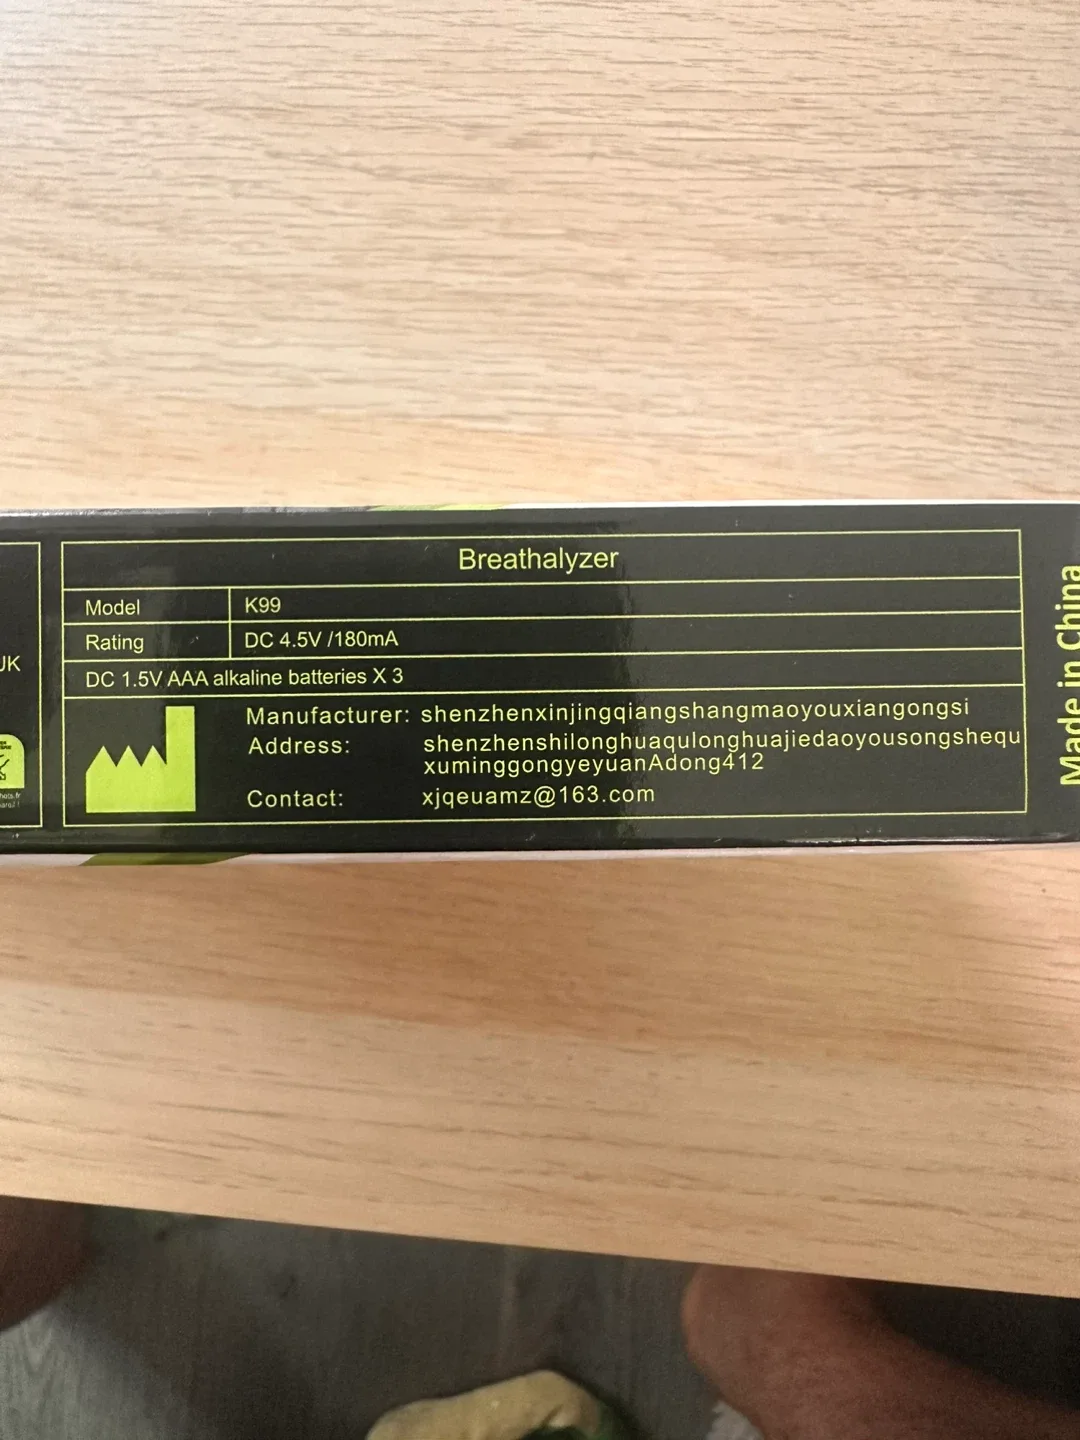 Breathalyzer
Model K99
Rating DC 4.5V /180mA
DC 1.5V AAA alkaline batteries X 3
Manufacturer: shenzhenxinjingqiangshangmaoyouxiangongsi
Address: shenzhenshilonghuaqulonghuajiedaoyousongshequ
xuminggongyeyuanAdong412
Contact: xjqeuamz@163.com
Made in China